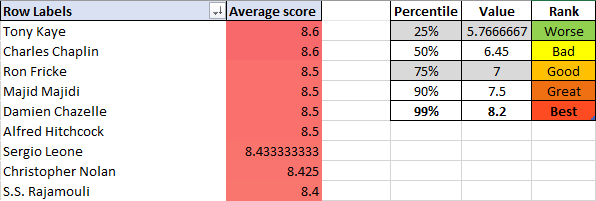 Row Labels Average score Percentile Value Rank
Tony Kaye 8.6 25% 5.7666667 Worse
Charles Chaplin 8.6 50% 6.45 Bad
Ron Fricke 8.5 75% 7 Good
Majid Majidi 8.5 90% 7.5 Great
Damien Chazelle 8.5 99% 8.2 Best
Alfred Hitchcock 8.5
Sergio Leone 8.433333333
Christopher Nolan 8.425
S.S. Rajamouli 8.4